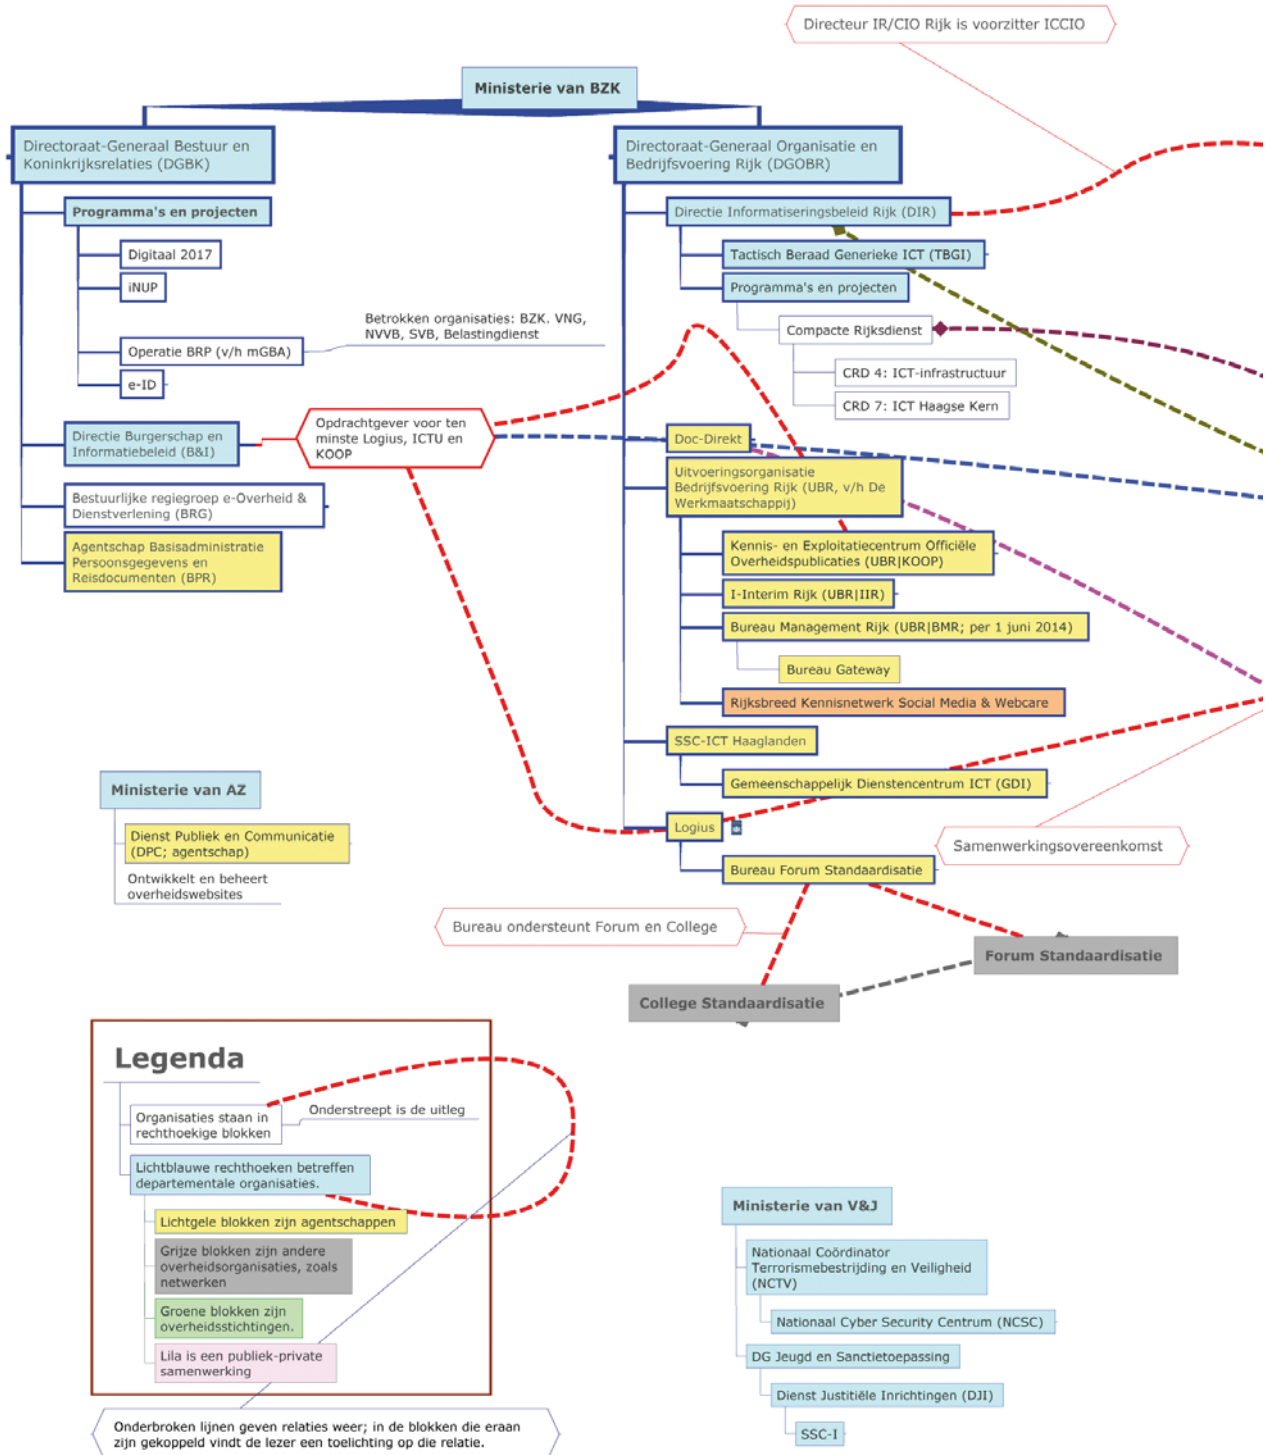 Directeur IR/CIO Rijk is voorzitter ICCIO
Ministerie van BZK
Directoraat-Generaal Bestuur en
Koninkrijksrelaties (DGBK)
Programma's en projecten
Digitaal 2017
iNUP
Betrokken organisaties: BZK. VNG,
NVVB, SVB, Belastingdienst
Operatie BRP (v/h mGBA)
e-ID
Directie Burgerschap en
Informatiebeleid (B&I)
Opdrachtgever voor ten
minste Logius, ICTU en
KOOP
Bestuurlijke regiegroep e-Overheid &
Dienstverlening (BRG)
Agentschap Basisadministratie
Persoonsgegevens en
Reisdocumenten (BPR)
Directoraat-Generaal Organisatie en
Bedrijfsvoering Rijk (DGOBR)
Directie Informatiseringsbeleid Rijk (DIR)
Tactisch Beraad Generieke ICT (TBGI)
Programma's en projecten
Compacte Rijksdienst
CRD 4: ICT-infrastructuur
CRD 7: ICT Haagse Kern
Doc-Direkt
Uitvoeringsorganisatie
Bedrijfsvoering Rijk (UBR, v/h De
Werkmaatschappij)
Kennis- en Exploitatiecentrum Officiële
Overheidspublicaties (UBR|KOOP)
I-Interim Rijk (UBR|IIR)
Bureau Management Rijk (UBR|BMR; per 1 juni 2014)
Bureau Gateway
Rijksbreed Kennisnetwerk Social Media & Webcare
SSC-ICT Haaglanden
Gemeenschappelijk Dienstencentrum ICT (GDI)
Logius
Bureau Forum Standaardisatie
Samenwerkingsovereenkomst
Bureau ondersteunt Forum en College
Forum Standaardisatie
College Standaardisatie
Ministerie van AZ
Dienst Publiek en Communicatie
(DPC; agentschap)
Ontwikkelt en beheert
overheidswebsites
Legenda
Organisaties staan in
rechthoekige blokken
Onderstreept is de uitleg
Lichtblauwe rechthoeken betreffen
departementale organisaties.
Lichtgele blokken zijn agentschappen
Grijze blokken zijn andere
overheidsorganisaties, zoals
netwerken
Groene blokken zijn
overheidsstichtingen.
Lila is een publiek-private
samenwerking
Onderbroken lijnen geven relaties weer; in de blokken die eraan
zijn gekoppeld vindt de lezer een toelichting op die relatie.
Ministerie van V&J
Nationaal Coördinator
Terrorismebestrijding en Veiligheid
(NCTV)
Nationaal Cyber Security Centrum (NCSC)
DG Jeugd en Sanctietoepassing
Dienst Justitiële Inrichtingen (DJI)
SSC-I